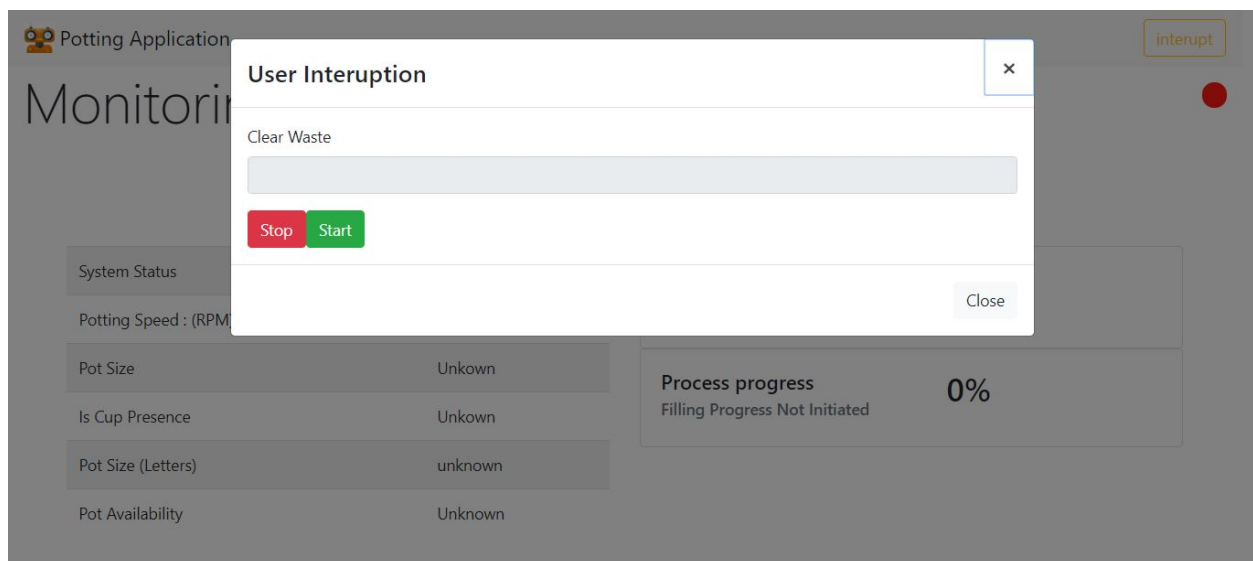 Potting Application
interupt
User Interuption
×
Monitorin
Clear Waste
Stop Start
Close
System Status
Potting Speed : (RPM)
Pot Size Unkown
Is Cup Presence Unkown
Pot Size (Letters) unknown
Pot Availability Unknown
Process progress 0%
Filling Progress Not Initiated